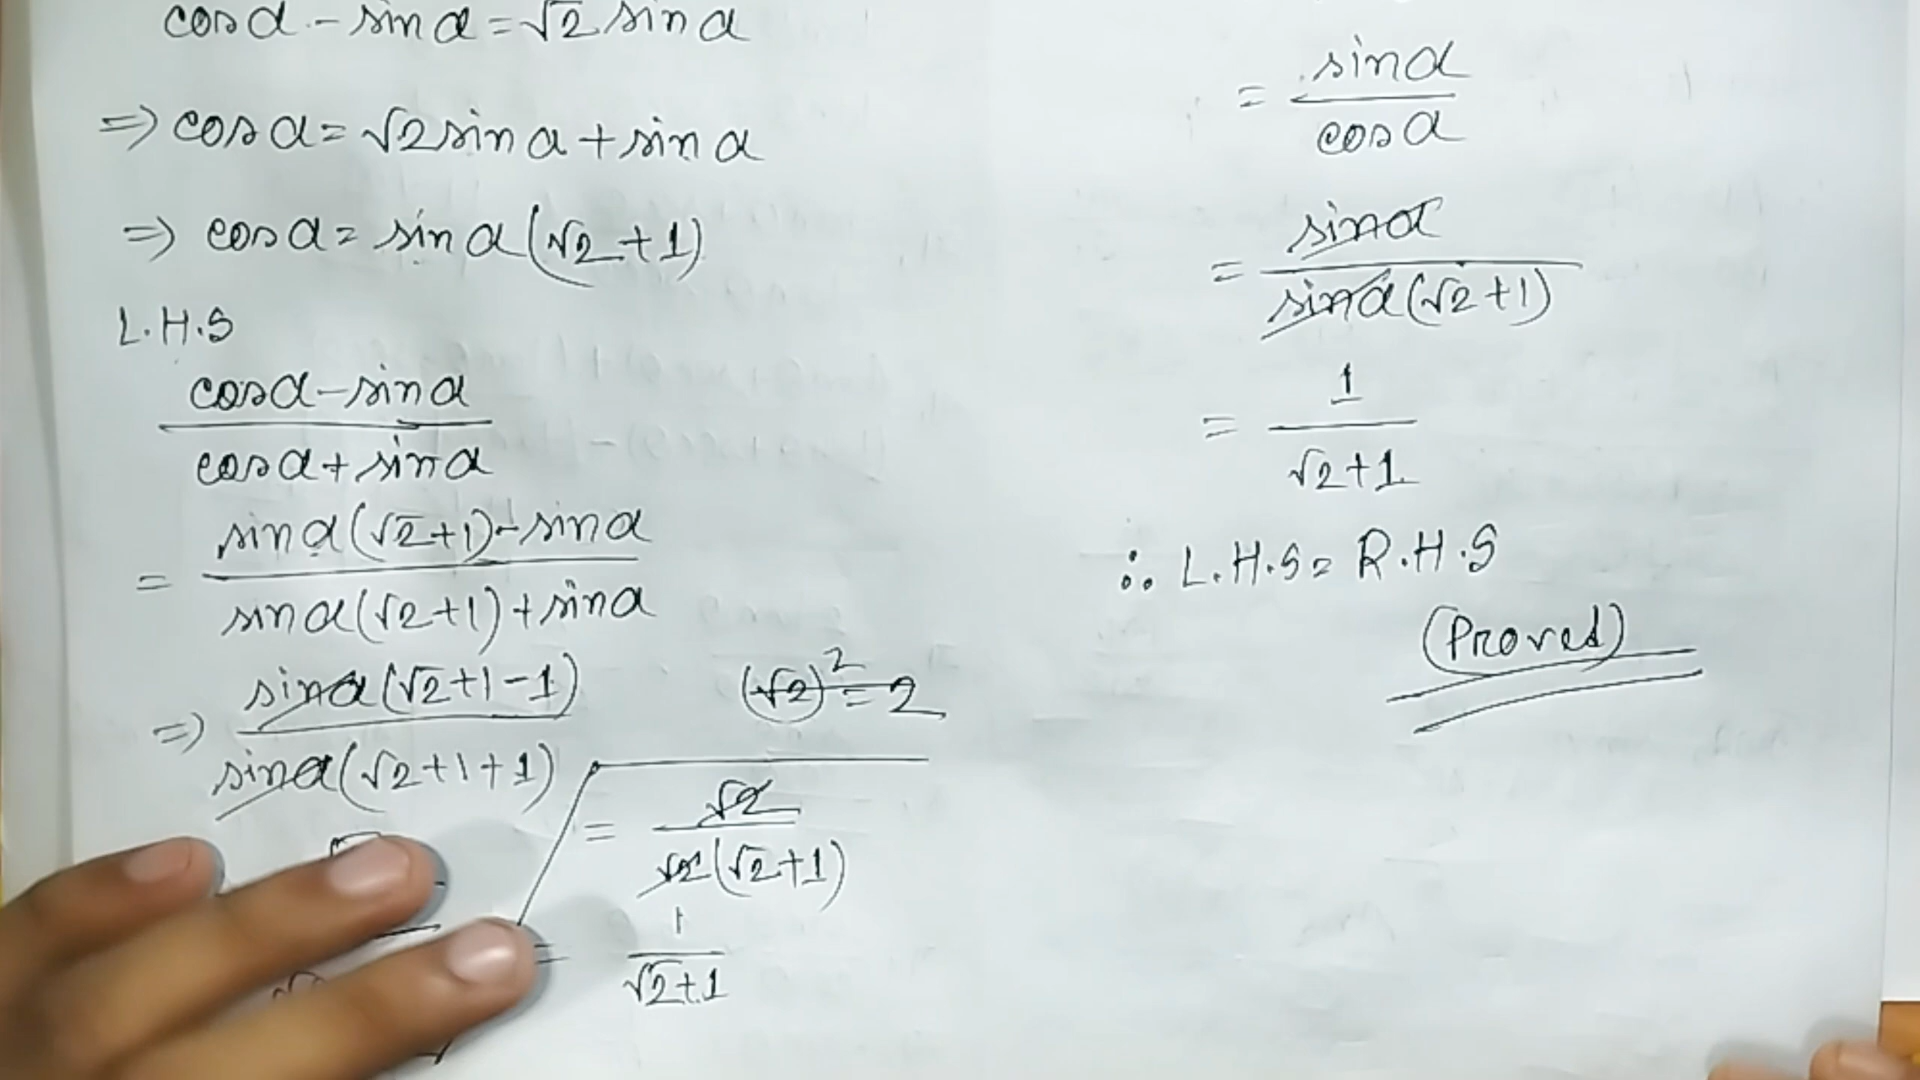 cos α - sin α = √2 sin α
⇒ cos α = √2 sin α + sin α
⇒ cos α = sin α (√2 + 1)
L.H.S
cos α - sin α
cos α + sin α
= sin α (√2 + 1) - sin α
sin α (√2 + 1) + sin α
⇒ sin α (√2 + 1 - 1)
sin α (√2 + 1 + 1)
(√2)² = 2
= √2
√2 (√2 + 1)
= 1
√2 + 1
= sin α
cos α
= sin α
sin α (√2 + 1)
= 1
√2 + 1
∴ L.H.S = R.H.S
(Proved)